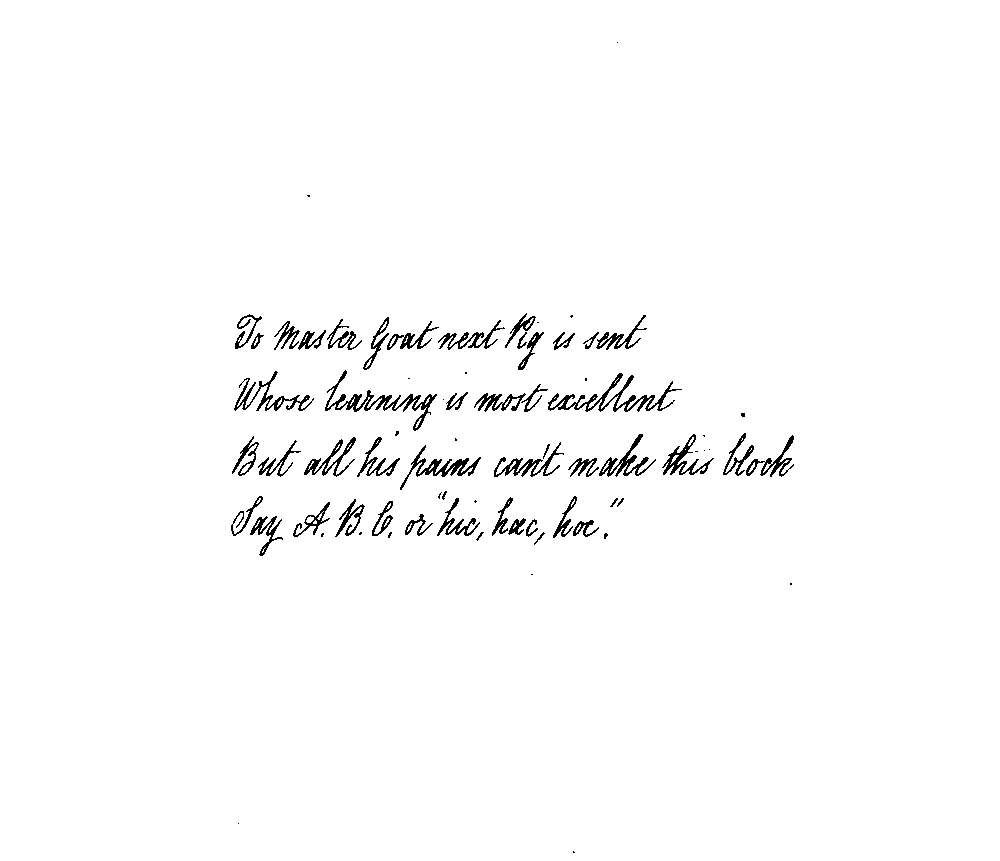 To Master Goat next Pig is sent
Whose learning is most excellent
But all his pains can't make this block
Say A. B. C. or "hic, hæc, hoc."